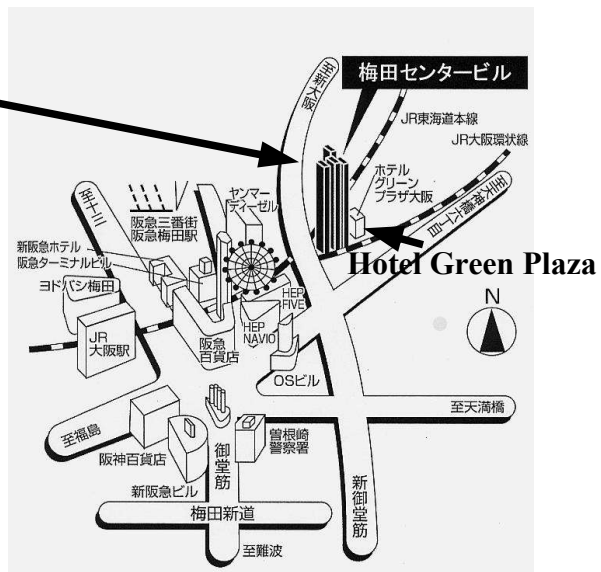 至新大阪
梅田センタービル
JR東海道本線
JR大阪環状線
ホテル
グリーン
プラザ大阪
至天神橋六丁目
Hotel Green Plaza
至十三
阪急三番街
阪急梅田駅
ヤンマー
ディーゼル
新阪急ホテル
阪急ターミナルビル
ヨドバシ梅田
JR
大阪駅
阪急
百貨店
HEP
FIVE
HEP
NAVIO
OSビル
N
至福島
至天満橋
阪神百貨店
新阪急ビル
御堂筋
曽根崎
警察署
新御堂筋
梅田新道
至難波